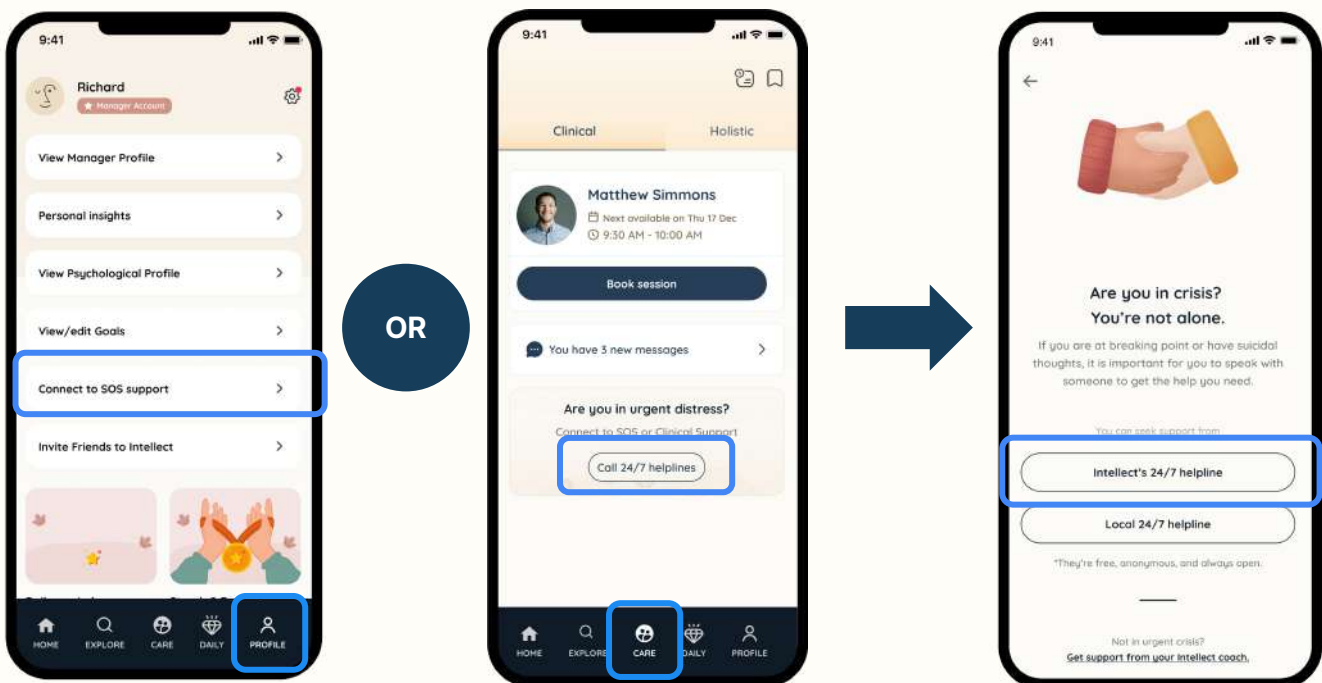 9:41
Richard
Manager Account
View Manager Profile
Personal insights
View Psychological Profile
View/edit Goals
Connect to SOS support
Invite Friends to Intellect
HOME
EXPLORE
CARE
DAILY
PROFILE
OR
9:41
Clinical
Holistic
Matthew Simmons
Next available on Thu 17 Dec
9:30 AM - 10:00 AM
Book session
You have 3 new messages
Are you in urgent distress?
Connect to SOS or Clinical Support
Call 24/7 helplines
HOME
EXPLORE
CARE
DAILY
PROFILE
9:41
Are you in crisis?
You're not alone.
If you are at breaking point or have suicidal
thoughts, it is important for you to speak with
someone to get the help you need.
You can seek support from
Intellect's 24/7 helpline
Local 24/7 helpline
*They're free, anonymous, and always open.
Not in urgent crisis?
Get support from your Intellect coach.